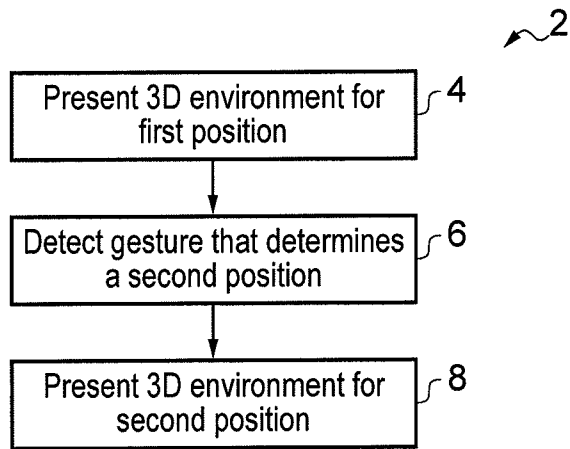 2
Present 3D environment for
first position
4
Detect gesture that determines
a second position
6
Present 3D environment for
second position
8